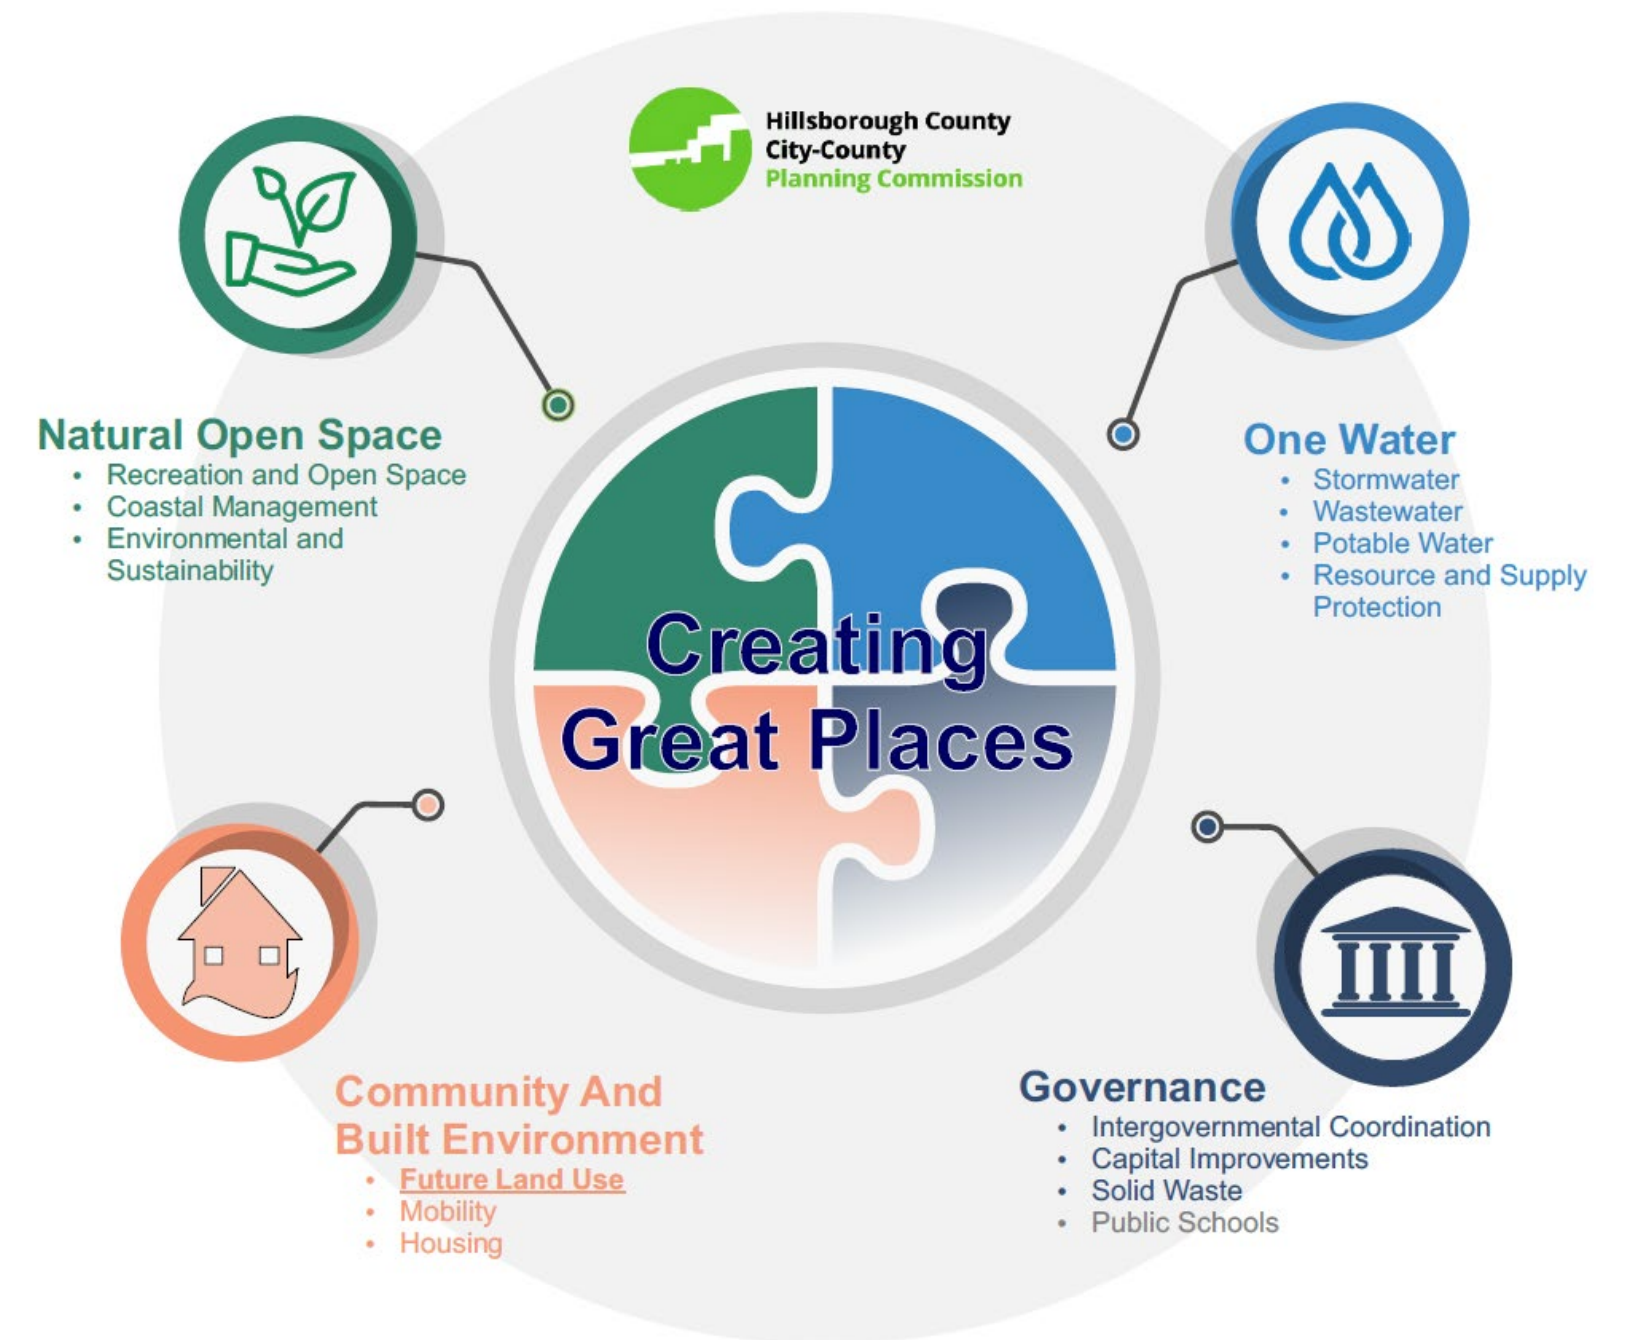 Hillsborough County
City-County
Planning Commission
Natural Open Space
• Recreation and Open Space
• Coastal Management
• Environmental and
Sustainability
One Water
• Stormwater
• Wastewater
• Potable Water
• Resource and Supply
Protection
Creating
Great Places
Community And
Built Environment
• Future Land Use
• Mobility
• Housing
Governance
• Intergovernmental Coordination
• Capital Improvements
• Solid Waste
• Public Schools